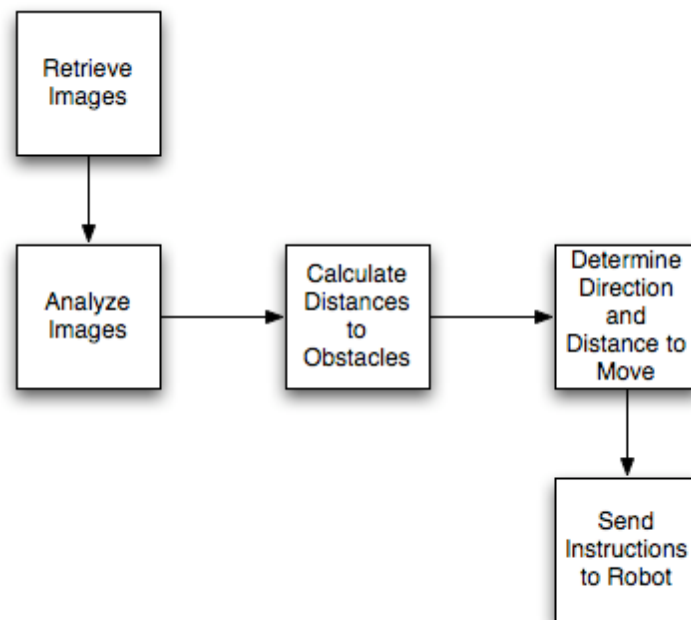 Retrieve
Images
Analyze
Images
Calculate
Distances
to
Obstacles
Determine
Direction
and
Distance to
Move
Send
Instructions
to Robot